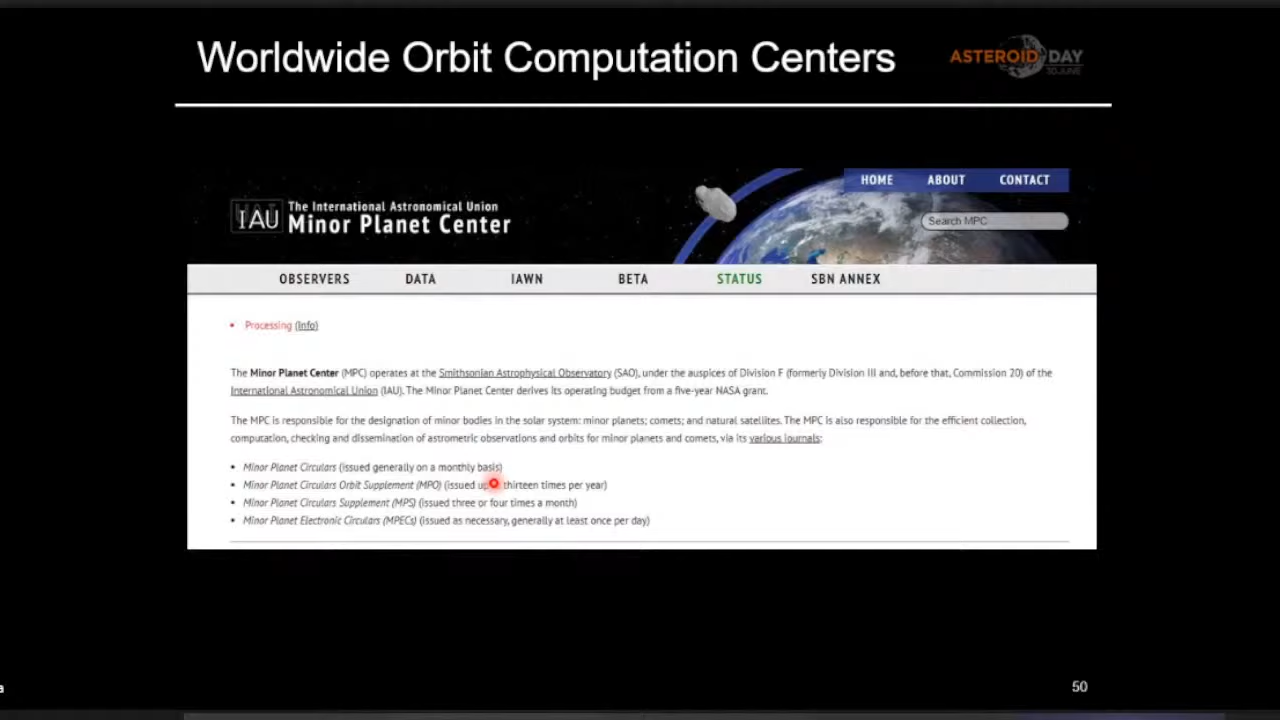 Worldwide Orbit Computation Centers
ASTEROID DAY
30 JUNE
HOME ABOUT CONTACT
IAU The International Astronomical Union
Minor Planet Center
Search MPC
OBSERVERS DATA IAWN BETA STATUS SBN ANNEX
• Processing (Info)
The Minor Planet Center (MPC) operates at the Smithsonian Astrophysical Observatory (SAO), under the auspices of Division F (formerly Division III and, before that, Commission 20) of the
International Astronomical Union (IAU). The Minor Planet Center derives its operating budget from a five-year NASA grant.
The MPC is responsible for the designation of minor bodies in the solar system: minor planets; comets; and natural satellites. The MPC is also responsible for the efficient collection,
computation, checking and dissemination of astrometric observations and orbits for minor planets and comets, via its various journals:
• Minor Planet Circulars (issued generally on a monthly basis)
• Minor Planet Circulars Orbit Supplement (MPO) (issued up thirteen times per year)
• Minor Planet Circulars Supplement (MPS) (issued three or four times a month)
• Minor Planet Electronic Circulars (MPECs) (issued as necessary, generally at least once per day)
50